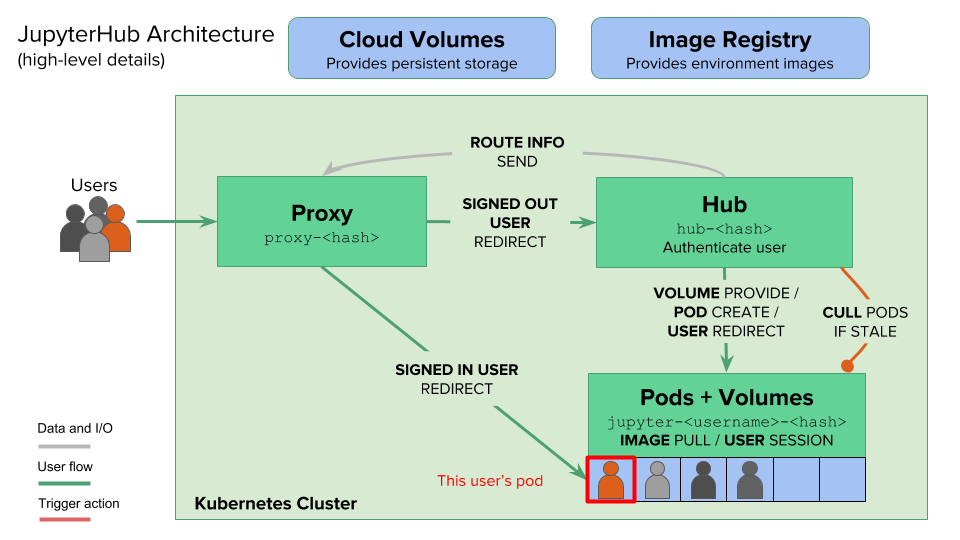 JupyterHub Architecture
(high-level details)
Cloud Volumes
Provides persistent storage
Image Registry
Provides environment images
ROUTE INFO
SEND
Users
Proxy
proxy-<hash>
SIGNED OUT
USER
REDIRECT
Hub
hub-<hash>
Authenticate user
VOLUME PROVIDE /
POD CREATE /
USER REDIRECT
CULL PODS
IF STALE
SIGNED IN USER
REDIRECT
Pods + Volumes
jupyter-<username>-<hash>
IMAGE PULL / USER SESSION
This user's pod
Data and I/O
User flow
Trigger action
Kubernetes Cluster